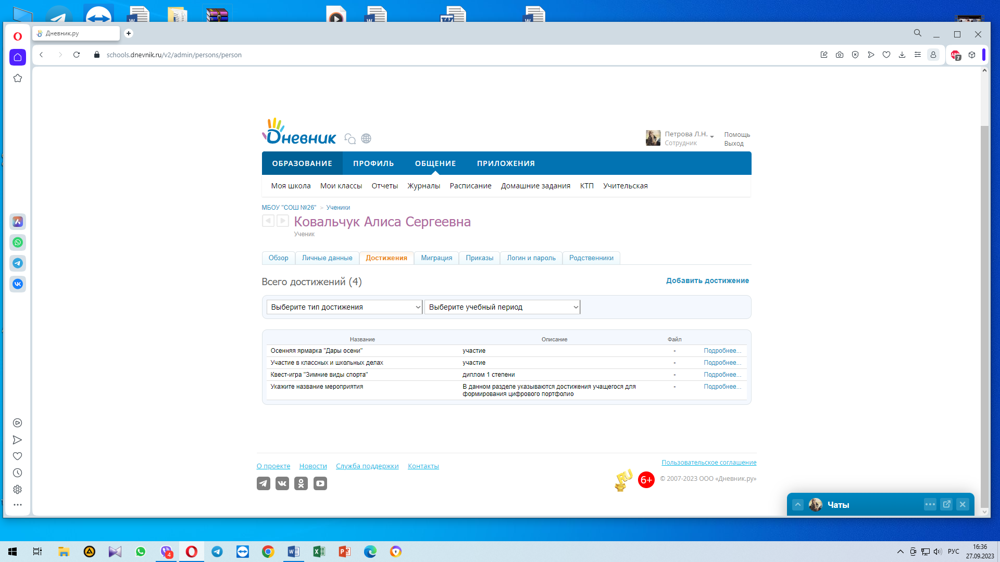 Дневник.ру
schools.dnevnik.ru/v2/admin/persons/person
7
Дневник
Петрова Л.Н.
Сотрудник
Помощь
Выход
ОБРАЗОВАНИЕ ПРОФИЛЬ ОБЩЕНИЕ ПРИЛОЖЕНИЯ
Моя школа Мои классы Отчеты Журналы Расписание Домашние задания КТП Учительская
МБОУ "СОШ №26" > Ученики
Ковальчук Алиса Сергеевна
Ученик
Обзор Личные данные Достижения Миграция Приказы Логин и пароль Родственники
Всего достижений (4)
Добавить достижение
Выберите тип достижения Выберите учебный период
Название Описание Файл
Осенняя ярмарка "Дары осени" участие - Подробнее...
Участие в классных и школьных делах участие - Подробнее...
Квест-игра "Зимние виды спорта" диплом 1 степени - Подробнее...
Укажите название мероприятия В данном разделе указываются достижения учащегося для - Подробнее...
формирования цифрового портфолио
О проекте Новости Служба поддержки Контакты
Пользовательское соглашение
RU
6+
© 2007-2023 ООО «Дневник.ру»
Чаты
4
РУС
16:36
27.09.2023